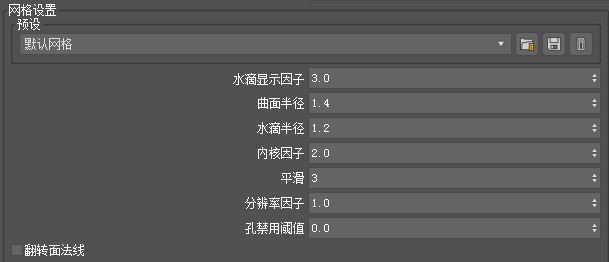 网格设置
预设
默认网格
水滴显示因子 3.0
曲面半径 1.4
水滴半径 1.2
内核因子 2.0
平滑 3
分辨率因子 1.0
孔禁用阈值 0.0
翻转面法线